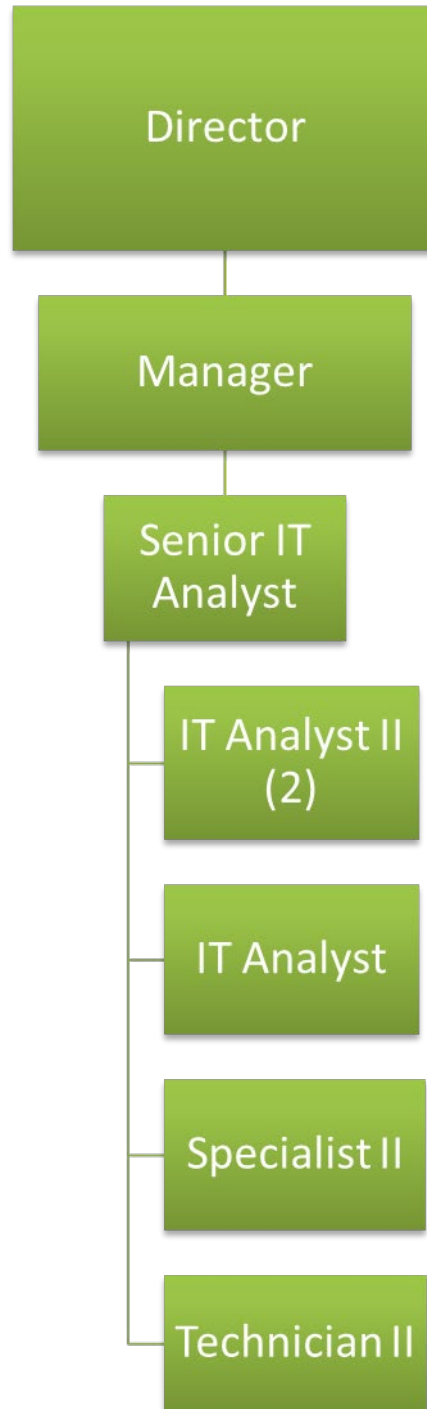 Director
Manager
Senior IT
Analyst
IT Analyst II
(2)
IT Analyst
Specialist II
Technician II